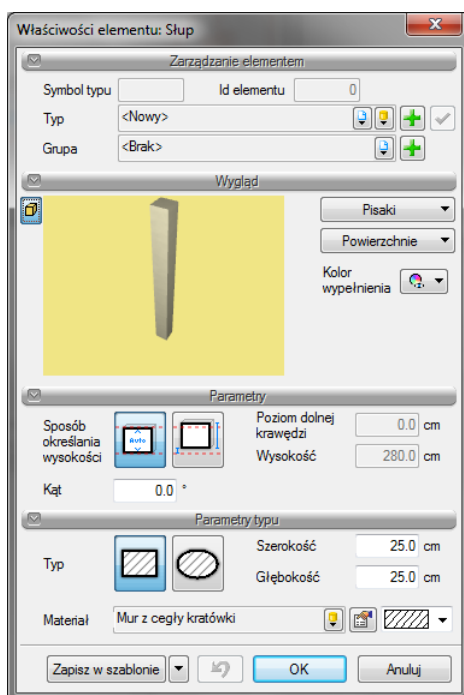 Właściwości elementu: Słup
Zarządzanie elementem
Symbol typu
Id elementu 0
Typ <Nowy>
Grupa <Brak>
Wygląd
Pisaki
Powierzchnie
Kolor
wypełnienia
Parametry
Sposób
określania
wysokości
Auto
Poziom dolnej
krawędzi
0.0 cm
Wysokość 280.0 cm
Kąt 0.0 °
Parametry typu
Typ
Szerokość 25.0 cm
Głębokość 25.0 cm
Materiał Mur z cegły kratówki
Zapisz w szablonie OK Anuluj